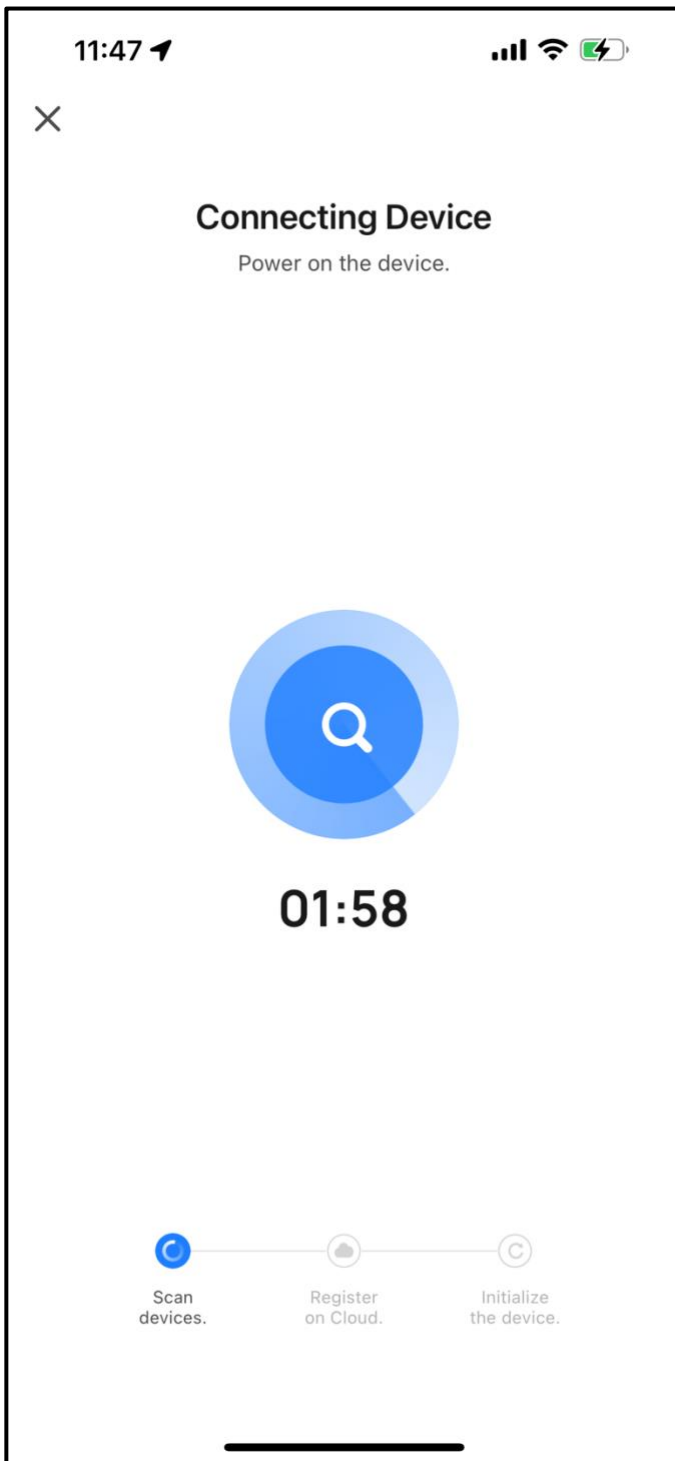 11:47
Connecting Device
Power on the device.
01:58
Scan
devices.
Register
on Cloud.
Initialize
the device.